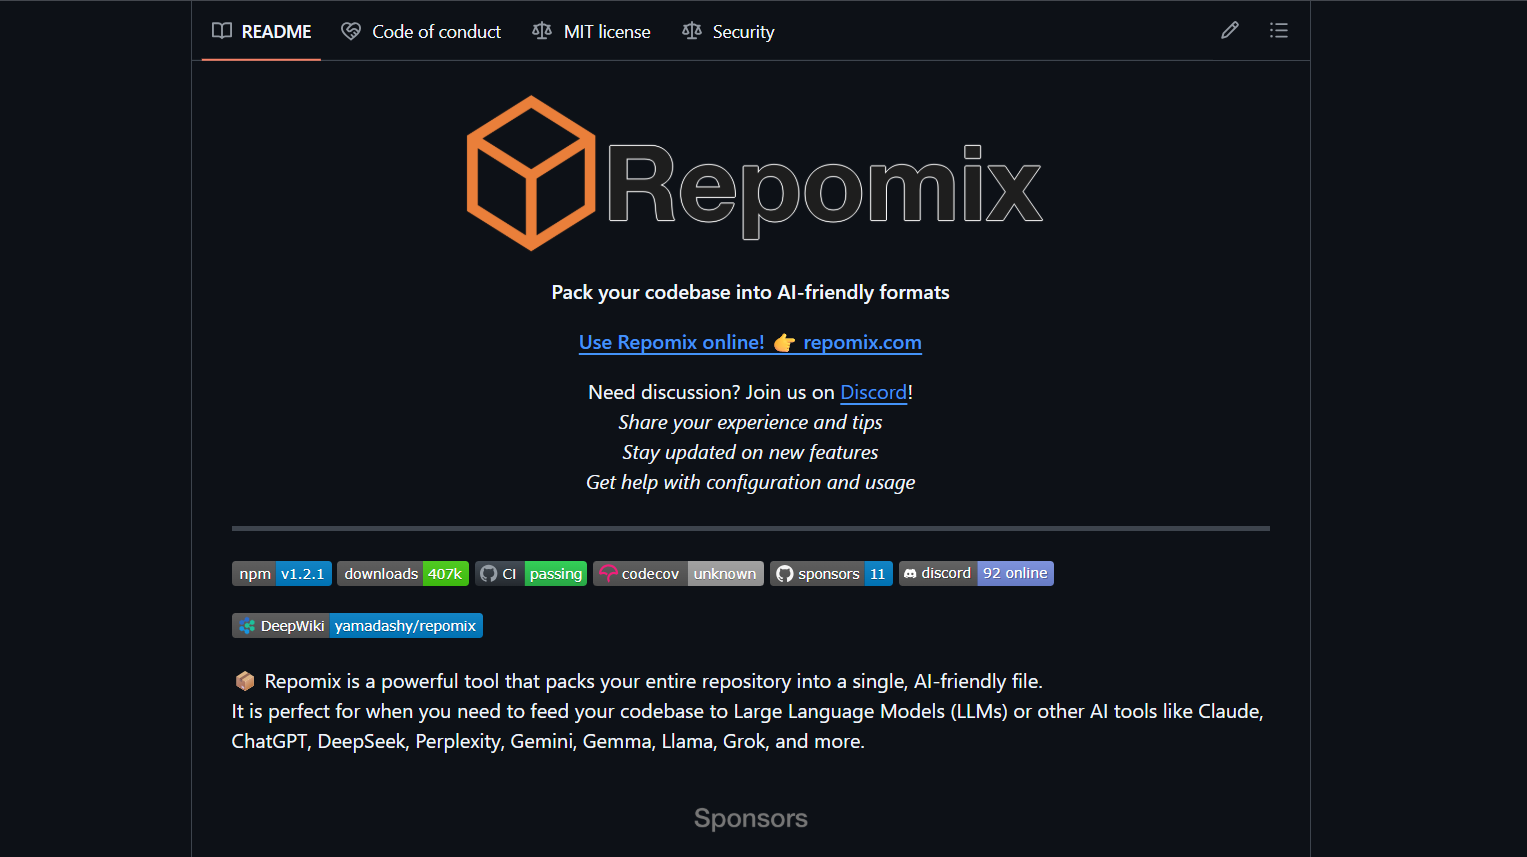 README Code of conduct MIT license Security
Repomix
Pack your codebase into AI-friendly formats
Use Repomix online! 👉 repomix.com
Need discussion? Join us on Discord!
Share your experience and tips
Stay updated on new features
Get help with configuration and usage
npm v1.2.1 downloads 407k CI passing codecov unknown sponsors 11 discord 92 online
DeepWiki yamadashy/repomix
📦 Repomix is a powerful tool that packs your entire repository into a single, AI-friendly file.
It is perfect for when you need to feed your codebase to Large Language Models (LLMs) or other AI tools like Claude,
ChatGPT, DeepSeek, Perplexity, Gemini, Gemma, Llama, Grok, and more.
Sponsors